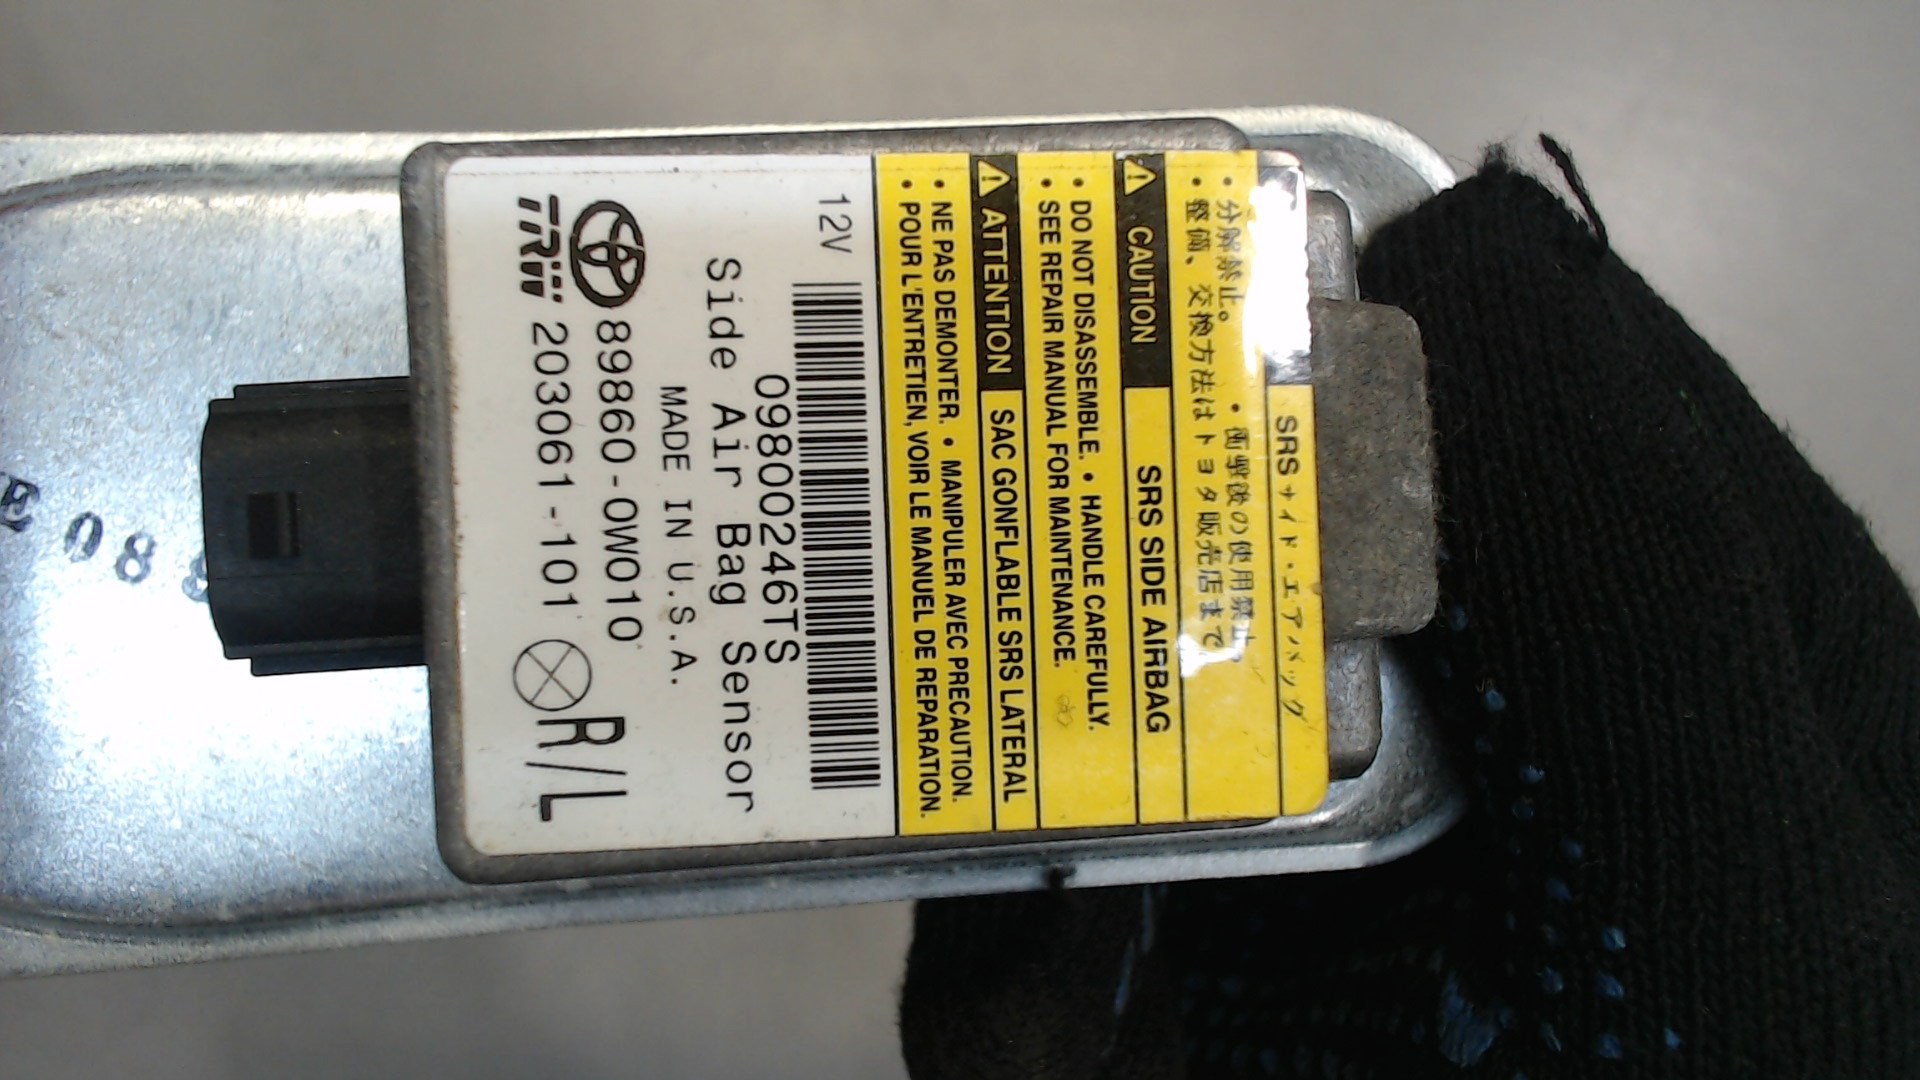 SRSサイド・エアバッグ
・分解禁止。 ・衝撃後の使用禁止。
・整備、交換方法はトヨタ販売店まで
CAUTION SRS SIDE AIRBAG
• DO NOT DISASSEMBLE. • HANDLE CAREFULLY.
• SEE REPAIR MANUAL FOR MAINTENANCE.
ATTENTION SAC GONFLABLE SRS LATERAL
• NE PAS DEMONTER. • MANIPULER AVEC PRECAUTION.
• POUR L'ENTRETIEN, VOIR LE MANUEL DE REPARATION.
12V
09800246TS
Side Air Bag Sensor
MADE IN U.S.A.
89860-0W010
TRW 203061-101 R/L
088